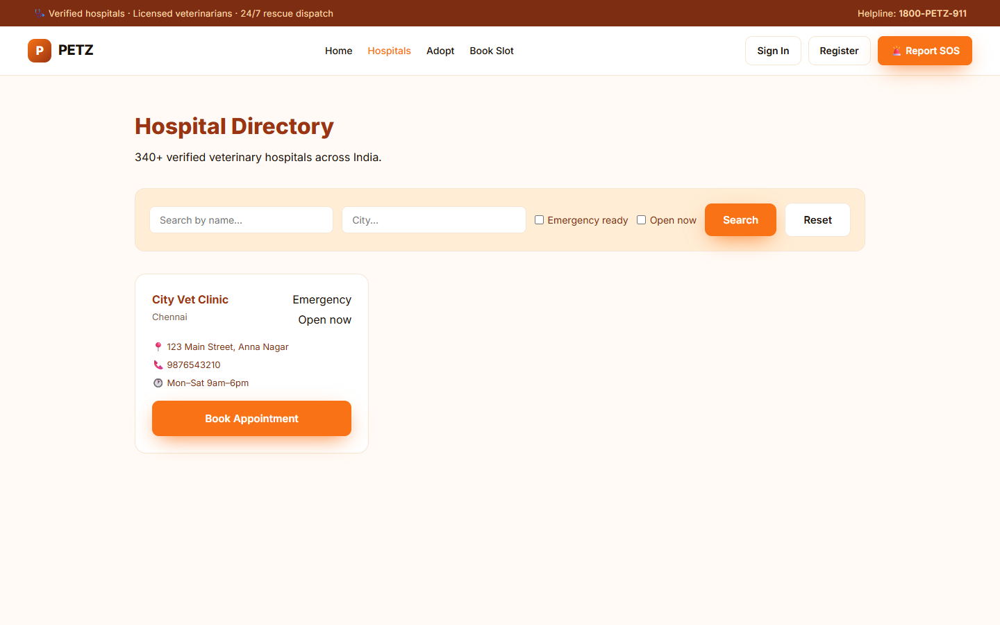 Verified hospitals · Licensed veterinarians · 24/7 rescue dispatch
Helpline: 1800-PETZ-911
P PETZ
Home Hospitals Adopt Book Slot
Sign In Register Report SOS
Hospital Directory
340+ verified veterinary hospitals across India.
Search by name... City... Emergency ready Open now Search Reset
City Vet Clinic Emergency
Chennai Open now
123 Main Street, Anna Nagar
9876543210
Mon–Sat 9am–6pm
Book Appointment